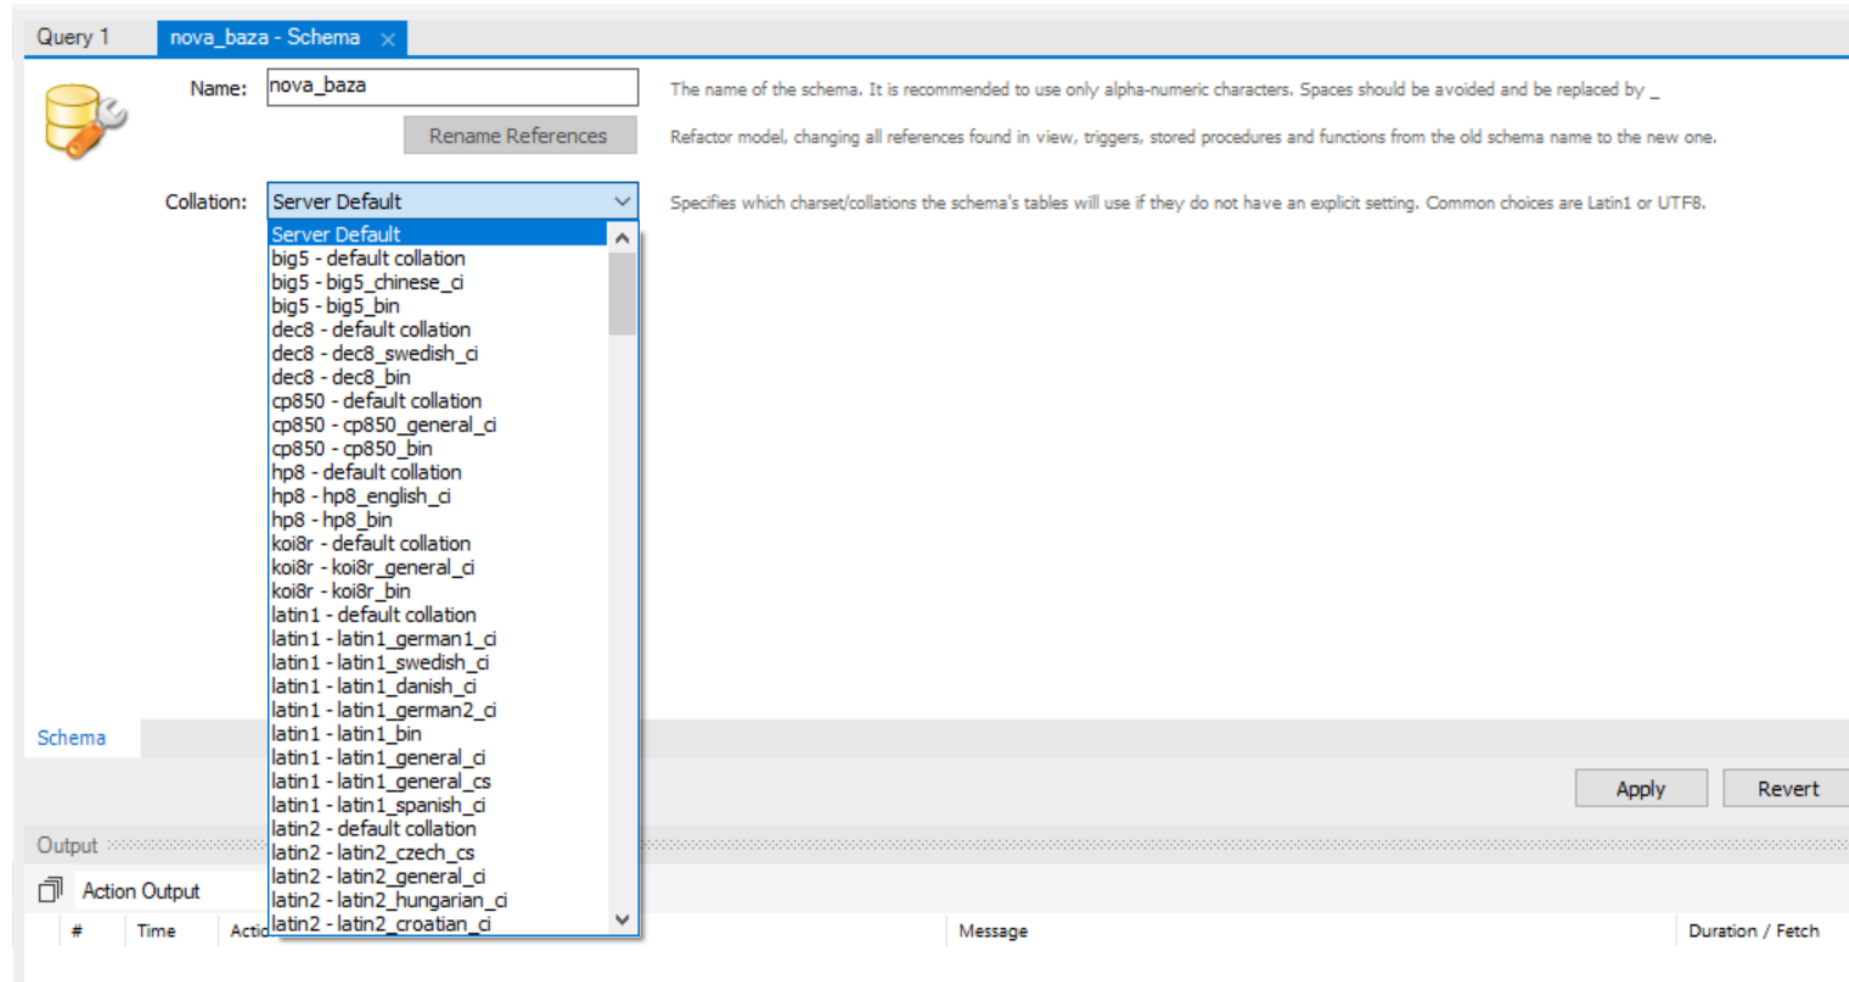 Query 1
nova_baza - Schema
Name:
nova_baza
The name of the schema. It is recommended to use only alpha-numeric characters. Spaces should be avoided and be replaced by _
Rename References
Refactor model, changing all references found in view, triggers, stored procedures and functions from the old schema name to the new one.
Collation:
Server Default
Specifies which charset/collations the schema's tables will use if they do not have an explicit setting. Common choices are Latin1 or UTF8.
Server Default
big5 - default collation
big5 - big5_chinese_ci
big5 - big5_bin
dec8 - default collation
dec8 - dec8_swedish_ci
dec8 - dec8_bin
cp850 - default collation
cp850 - cp850_general_ci
cp850 - cp850_bin
hp8 - default collation
hp8 - hp8_english_ci
hp8 - hp8_bin
koi8r - default collation
koi8r - koi8r_general_ci
koi8r - koi8r_bin
latin1 - default collation
latin1 - latin1_german1_ci
latin1 - latin1_swedish_ci
latin1 - latin1_danish_ci
latin1 - latin1_german2_ci
latin1 - latin1_bin
latin1 - latin1_general_ci
latin1 - latin1_general_cs
latin1 - latin1_spanish_ci
latin2 - default collation
latin2 - latin2_czech_cs
latin2 - latin2_general_ci
latin2 - latin2_hungarian_ci
latin2 - latin2_croatian_ci
Schema
Apply
Revert
Output
Action Output
#
Time
Actio
Message
Duration / Fetch